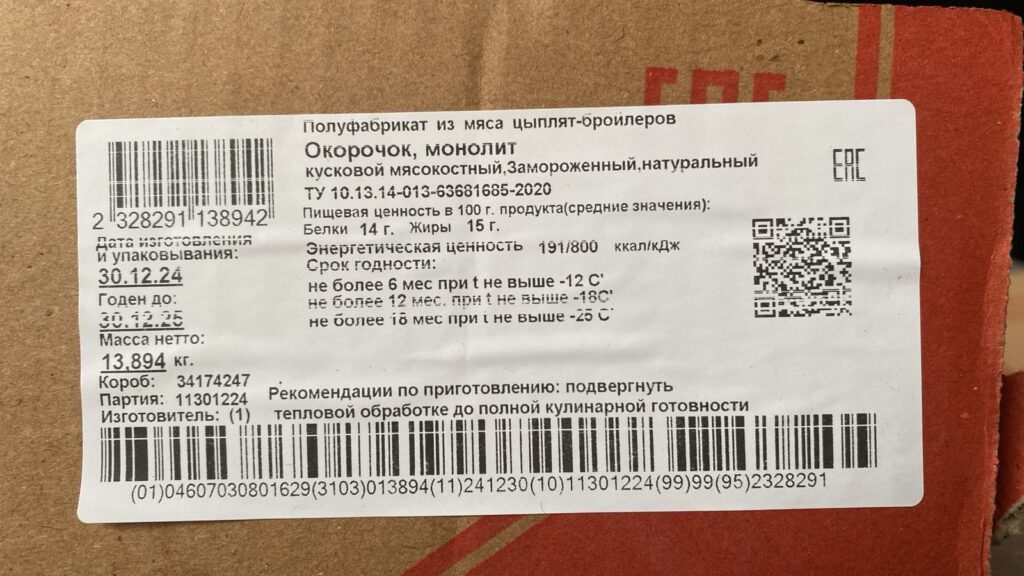 ЕАС
Полуфабрикат из мяса цыплят-бройлеров
Окорочок, монолит
кусковой мясокостный,Замороженный,натуральный
ТУ 10.13.14-013-63681685-2020
Пищевая ценность в 100 г. продукта(средние значения):
Белки 14 г. Жиры 15 г.
Энергетическая ценность 191/800 ккал/кДж
Срок годности:
не более 6 мес при t не выше -12 С'
не более 12 мес. при t не выше -18С'
не более 18 мес при t не выше -25 С'
EAC
2 328291 138942
Дата изготовления
и упаковывания:
30.12.24
Годен до:
30.12.25
Масса нетто:
13,894 кг.
Короб: 34174247
Партия: 11301224
Изготовитель: (1)
Рекомендации по приготовлению: подвергнуть
тепловой обработке до полной кулинарной готовности
(01)04607030801629(3103)013894(11)241230(10)11301224(99)99(95)2328291